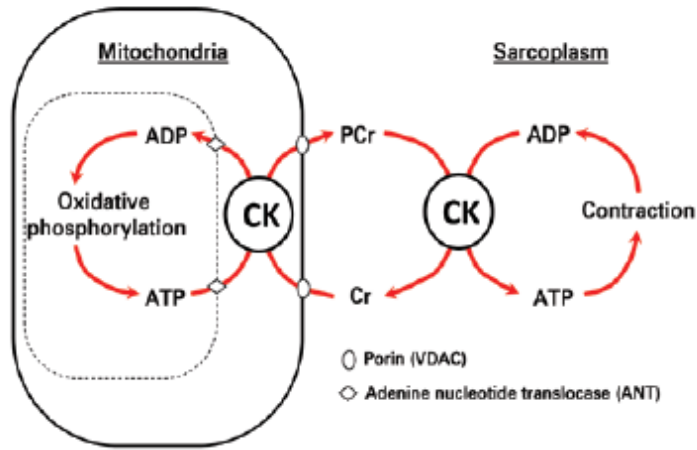 Mitochondria
Sarcoplasm
ADP
PCr
ADP
Oxidative
phosphorylation
CK
CK
Contraction
ATP
Cr
ATP
Porin (VDAC)
Adenine nucleotide translocase (ANT)